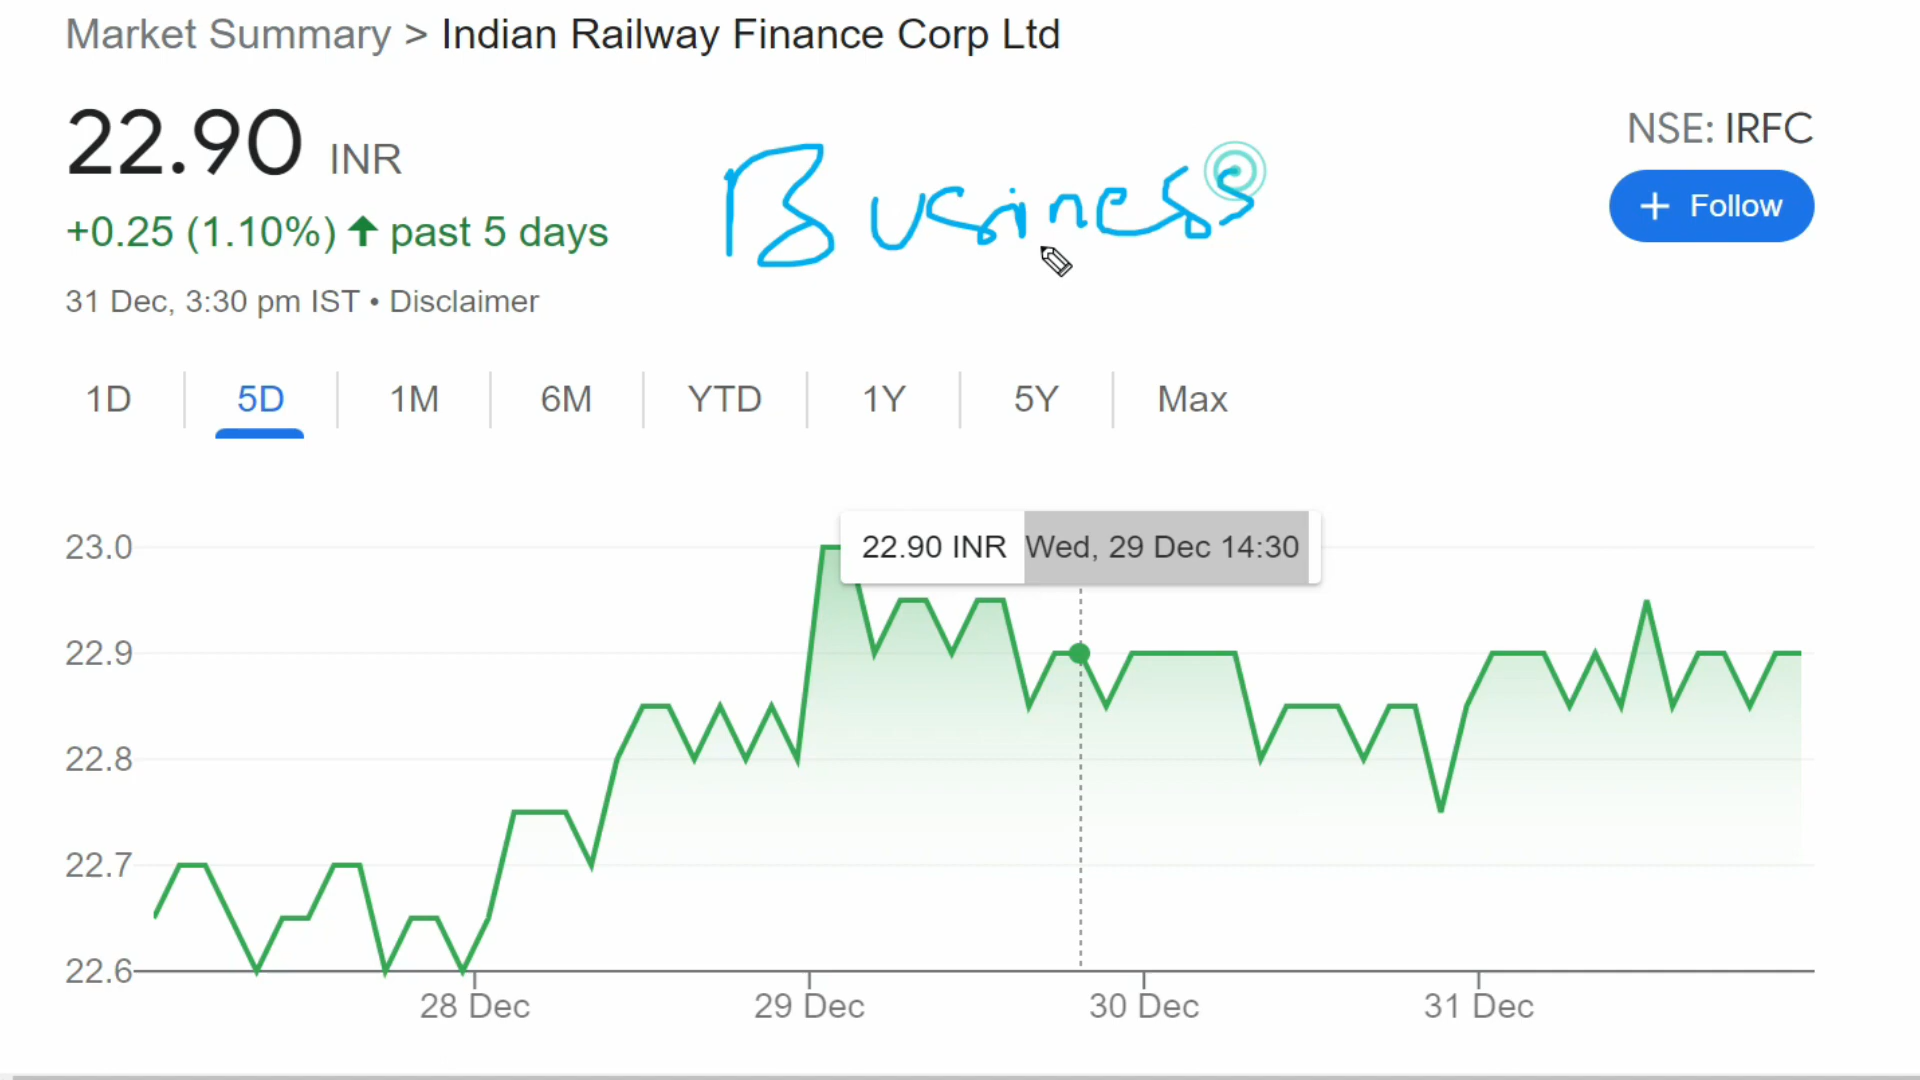 Market Summary > Indian Railway Finance Corp Ltd
22.90 INR
Business
NSE: IRFC
+0.25 (1.10%) ↑ past 5 days
+ Follow
31 Dec, 3:30 pm IST • Disclaimer
1D 5D 1M 6M YTD 1Y 5Y Max
23.0
22.90 INR Wed, 29 Dec 14:30
22.9
22.8
22.7
22.6
28 Dec 29 Dec 30 Dec 31 Dec